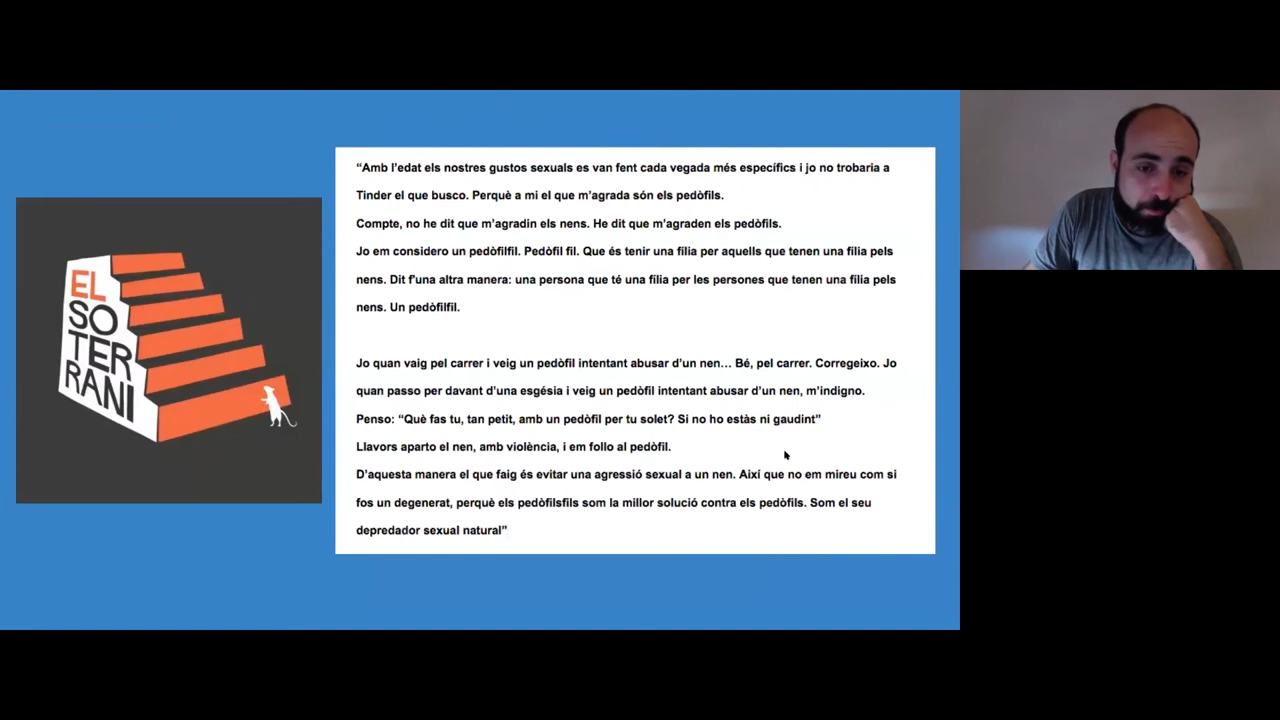 EL
SO
TER
RANI
“Amb l’edat els nostres gustos sexuals es van fent cada vegada més específics i jo no trobaria a
Tinder el que busco. Perquè a mi el que m’agrada són els pedòfils.
Compte, no he dit que m’agradin els nens. He dit que m’agraden els pedòfils.
Jo em considero un pedòfilfil. Pedòfil fil. Que és tenir una fília per aquells que tenen una fília pels
nens. Dit f'una altra manera: una persona que té una fília per les persones que tenen una fília pels
nens. Un pedòfilfil.
Jo quan vaig pel carrer i veig un pedòfil intentant abusar d’un nen… Bé, pel carrer. Corregeixo. Jo
quan passo per davant d’una esgésia i veig un pedòfil intentant abusar d’un nen, m’indigno.
Penso: “Què fas tu, tan petit, amb un pedòfil per tu solet? Si no ho estàs ni gaudint”
Llavors aparto el nen, amb violència, i em follo al pedòfil.
D’aquesta manera el que faig és evitar una agressió sexual a un nen. Així que no em mireu com si
fos un degenerat, perquè els pedòfilsfils som la millor solució contra els pedòfils. Som el seu
depredador sexual natural”